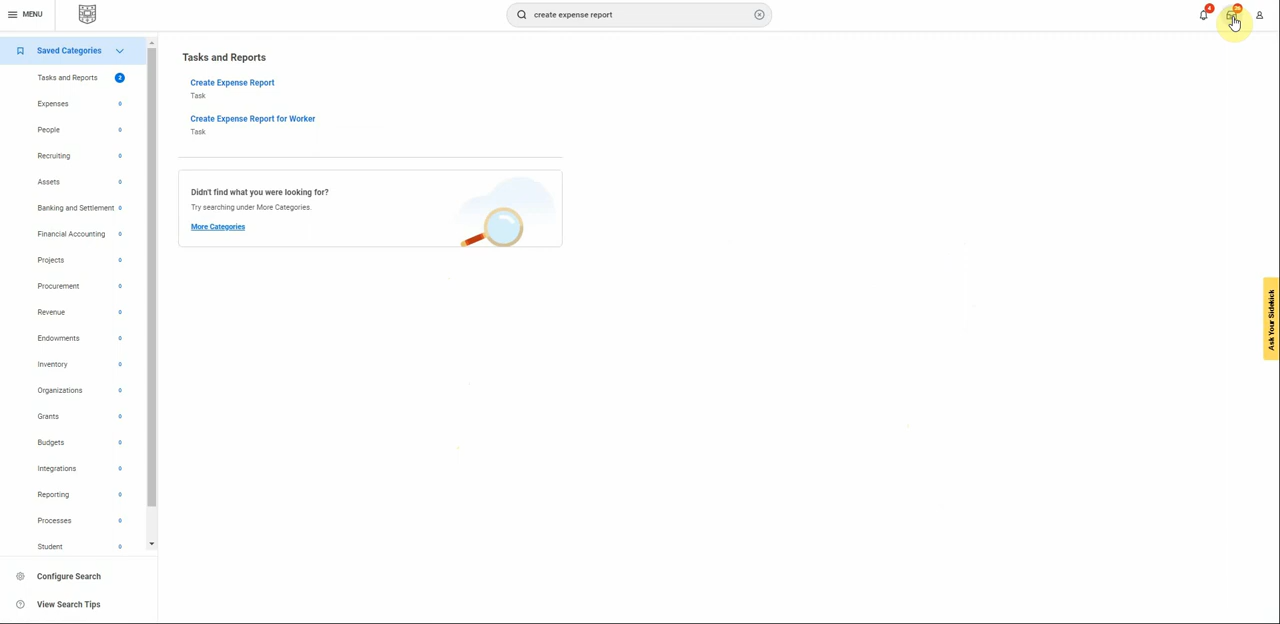 MENU
create expense report
4
Saved Categories
Tasks and Reports 2
Expenses 0
People 0
Recruiting 0
Assets 0
Banking and Settlement 0
Financial Accounting 0
Projects 0
Procurement 0
Revenue 0
Endowments 0
Inventory 0
Organizations 0
Grants 0
Budgets 0
Integrations 0
Reporting 0
Processes 0
Student 0
Configure Search
View Search Tips
Tasks and Reports
Create Expense Report
Task
Create Expense Report for Worker
Task
Didn't find what you were looking for?
Try searching under More Categories.
More Categories
Ask Your Sidekick